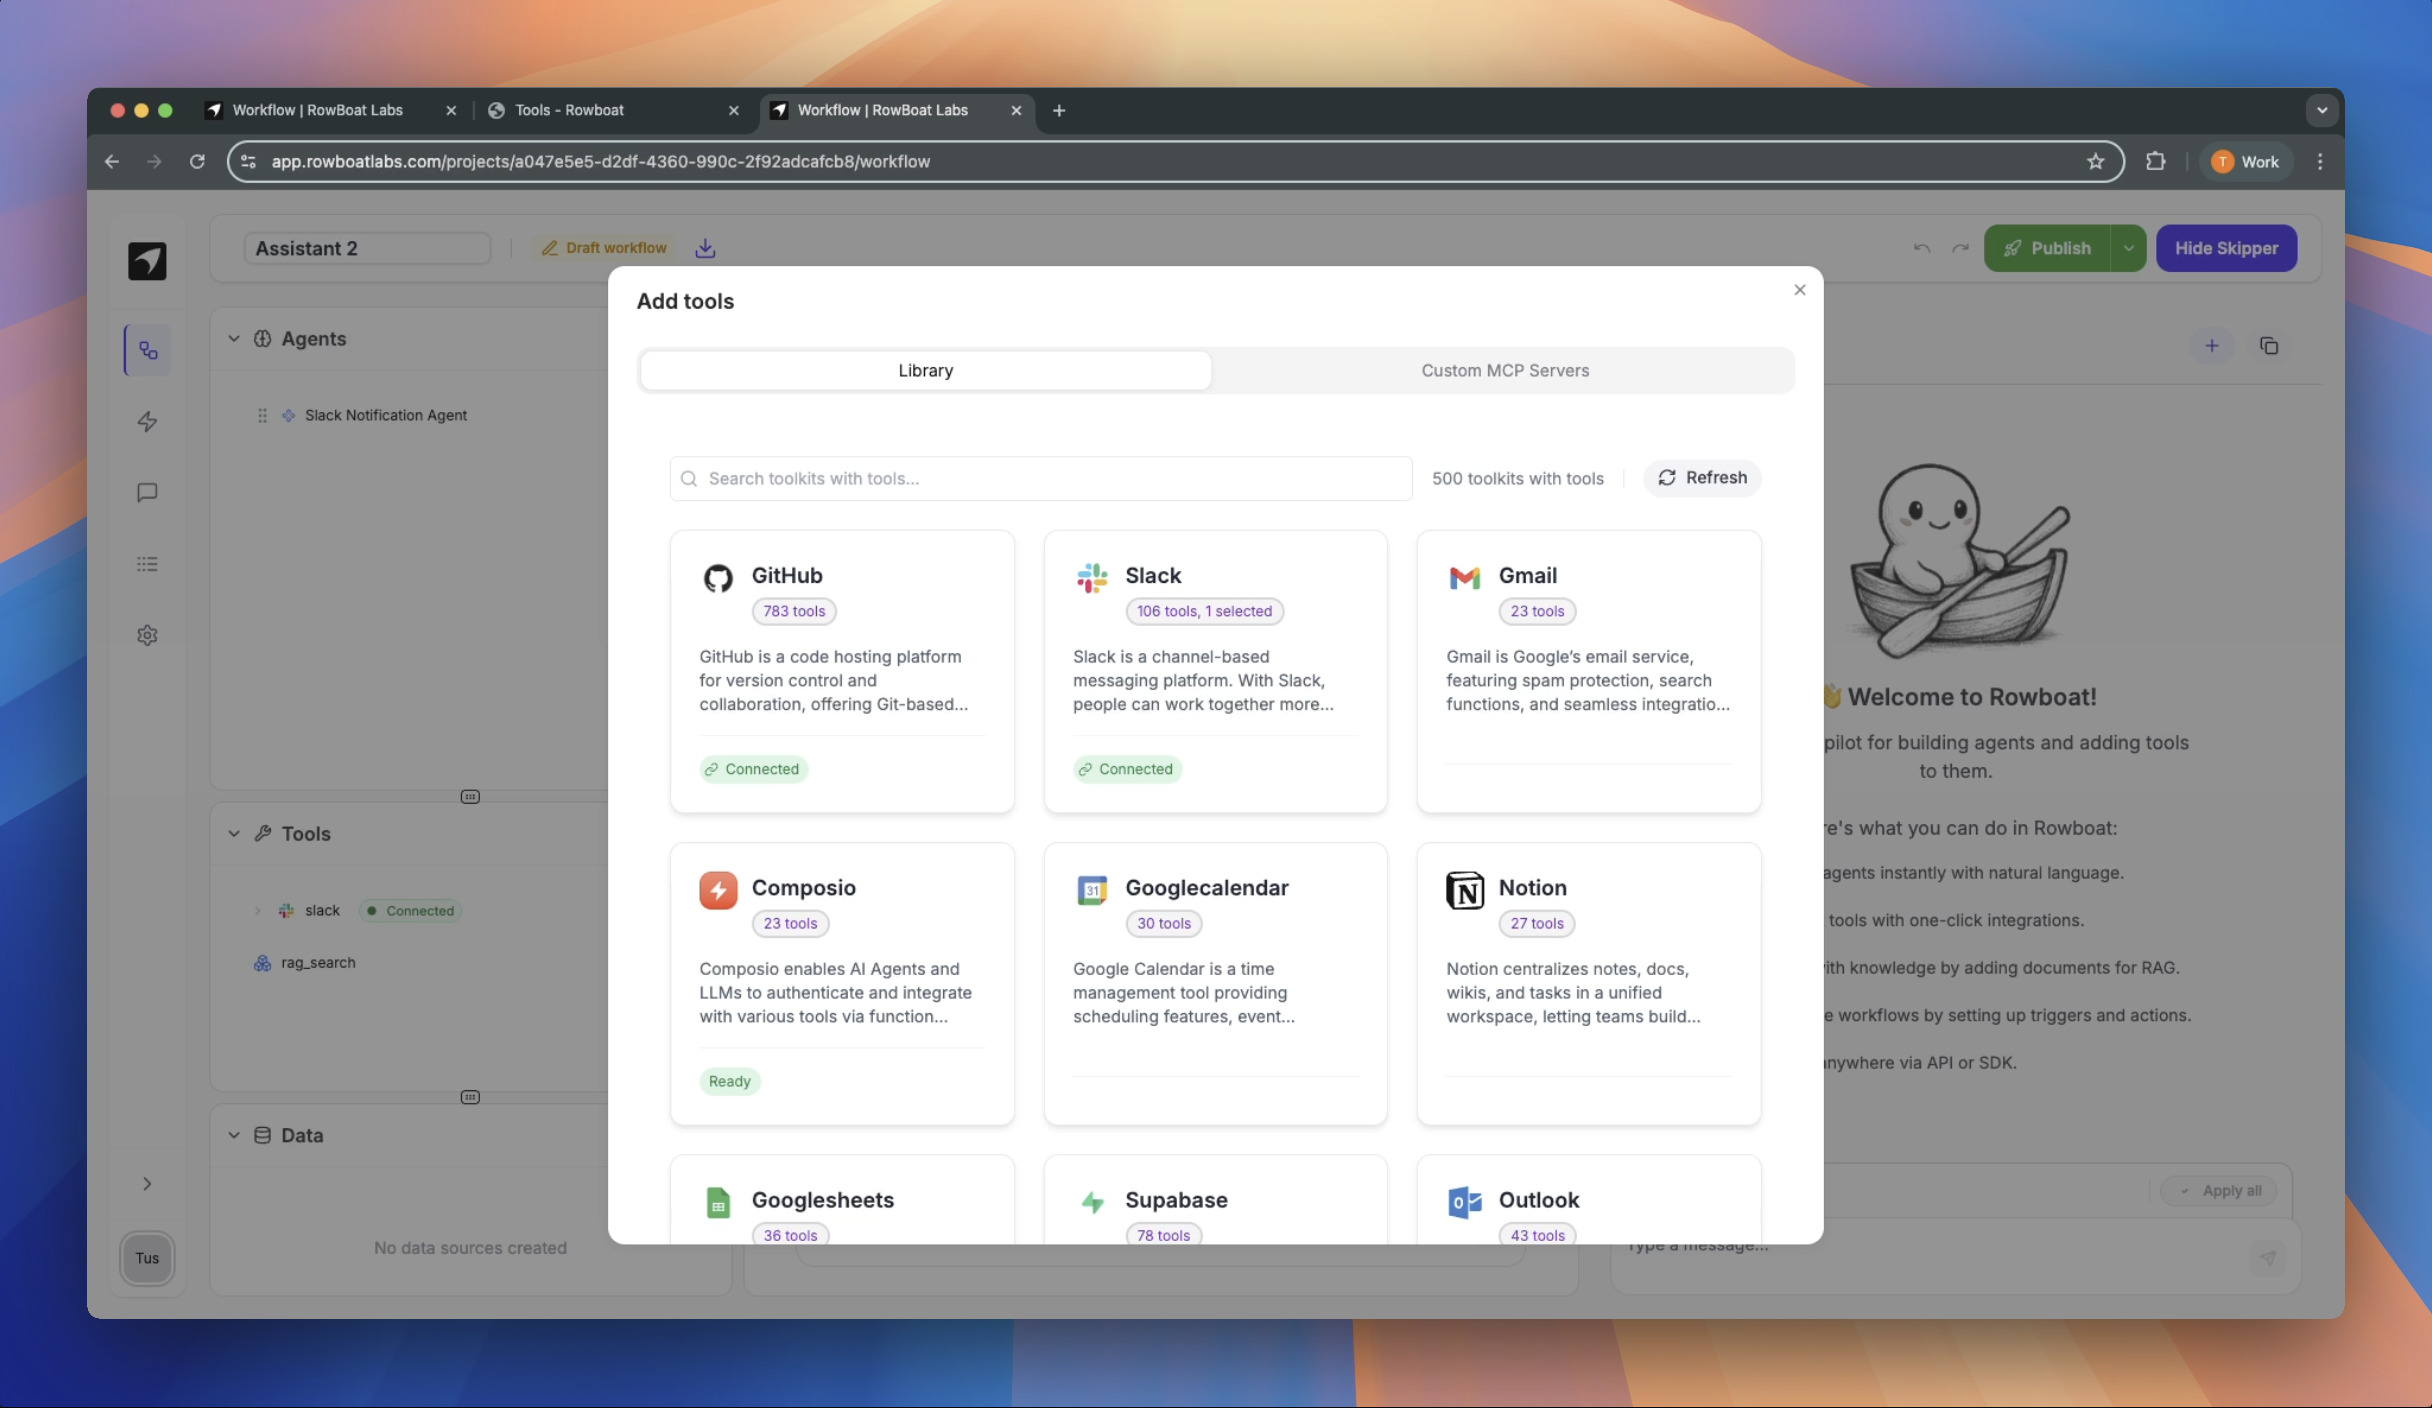 Workflow | RowBoat Labs
Tools - Rowboat
Workflow | RowBoat Labs
app.rowboatlabs.com/projects/a047e5e5-d2df-4360-990c-2f92adcafcb8/workflow
T
Work
Assistant 2
Draft workflow
Publish
Hide Skipper
Agents
Slack Notification Agent
Tools
slack
Connected
rag_search
Data
No data sources created
Tus
Add tools
Library
Custom MCP Servers
Search toolkits with tools...
500 toolkits with tools
Refresh
GitHub
783 tools
GitHub is a code hosting platform
for version control and
collaboration, offering Git-based...
Connected
Slack
106 tools, 1 selected
Slack is a channel-based
messaging platform. With Slack,
people can work together more...
Connected
Gmail
23 tools
Gmail is Google’s email service,
featuring spam protection, search
functions, and seamless integratio...
Composio
23 tools
Composio enables AI Agents and
LLMs to authenticate and integrate
with various tools via function...
Ready
31
Googlecalendar
30 tools
Google Calendar is a time
management tool providing
scheduling features, event...
Notion
27 tools
Notion centralizes notes, docs,
wikis, and tasks in a unified
workspace, letting teams build...
Googlesheets
36 tools
Supabase
78 tools
Outlook
43 tools
Welcome to Rowboat!
pilot for building agents and adding tools
to them.
re's what you can do in Rowboat:
agents instantly with natural language.
tools with one-click integrations.
ith knowledge by adding documents for RAG.
e workflows by setting up triggers and actions.
nywhere via API or SDK.
Apply all
Type a message...